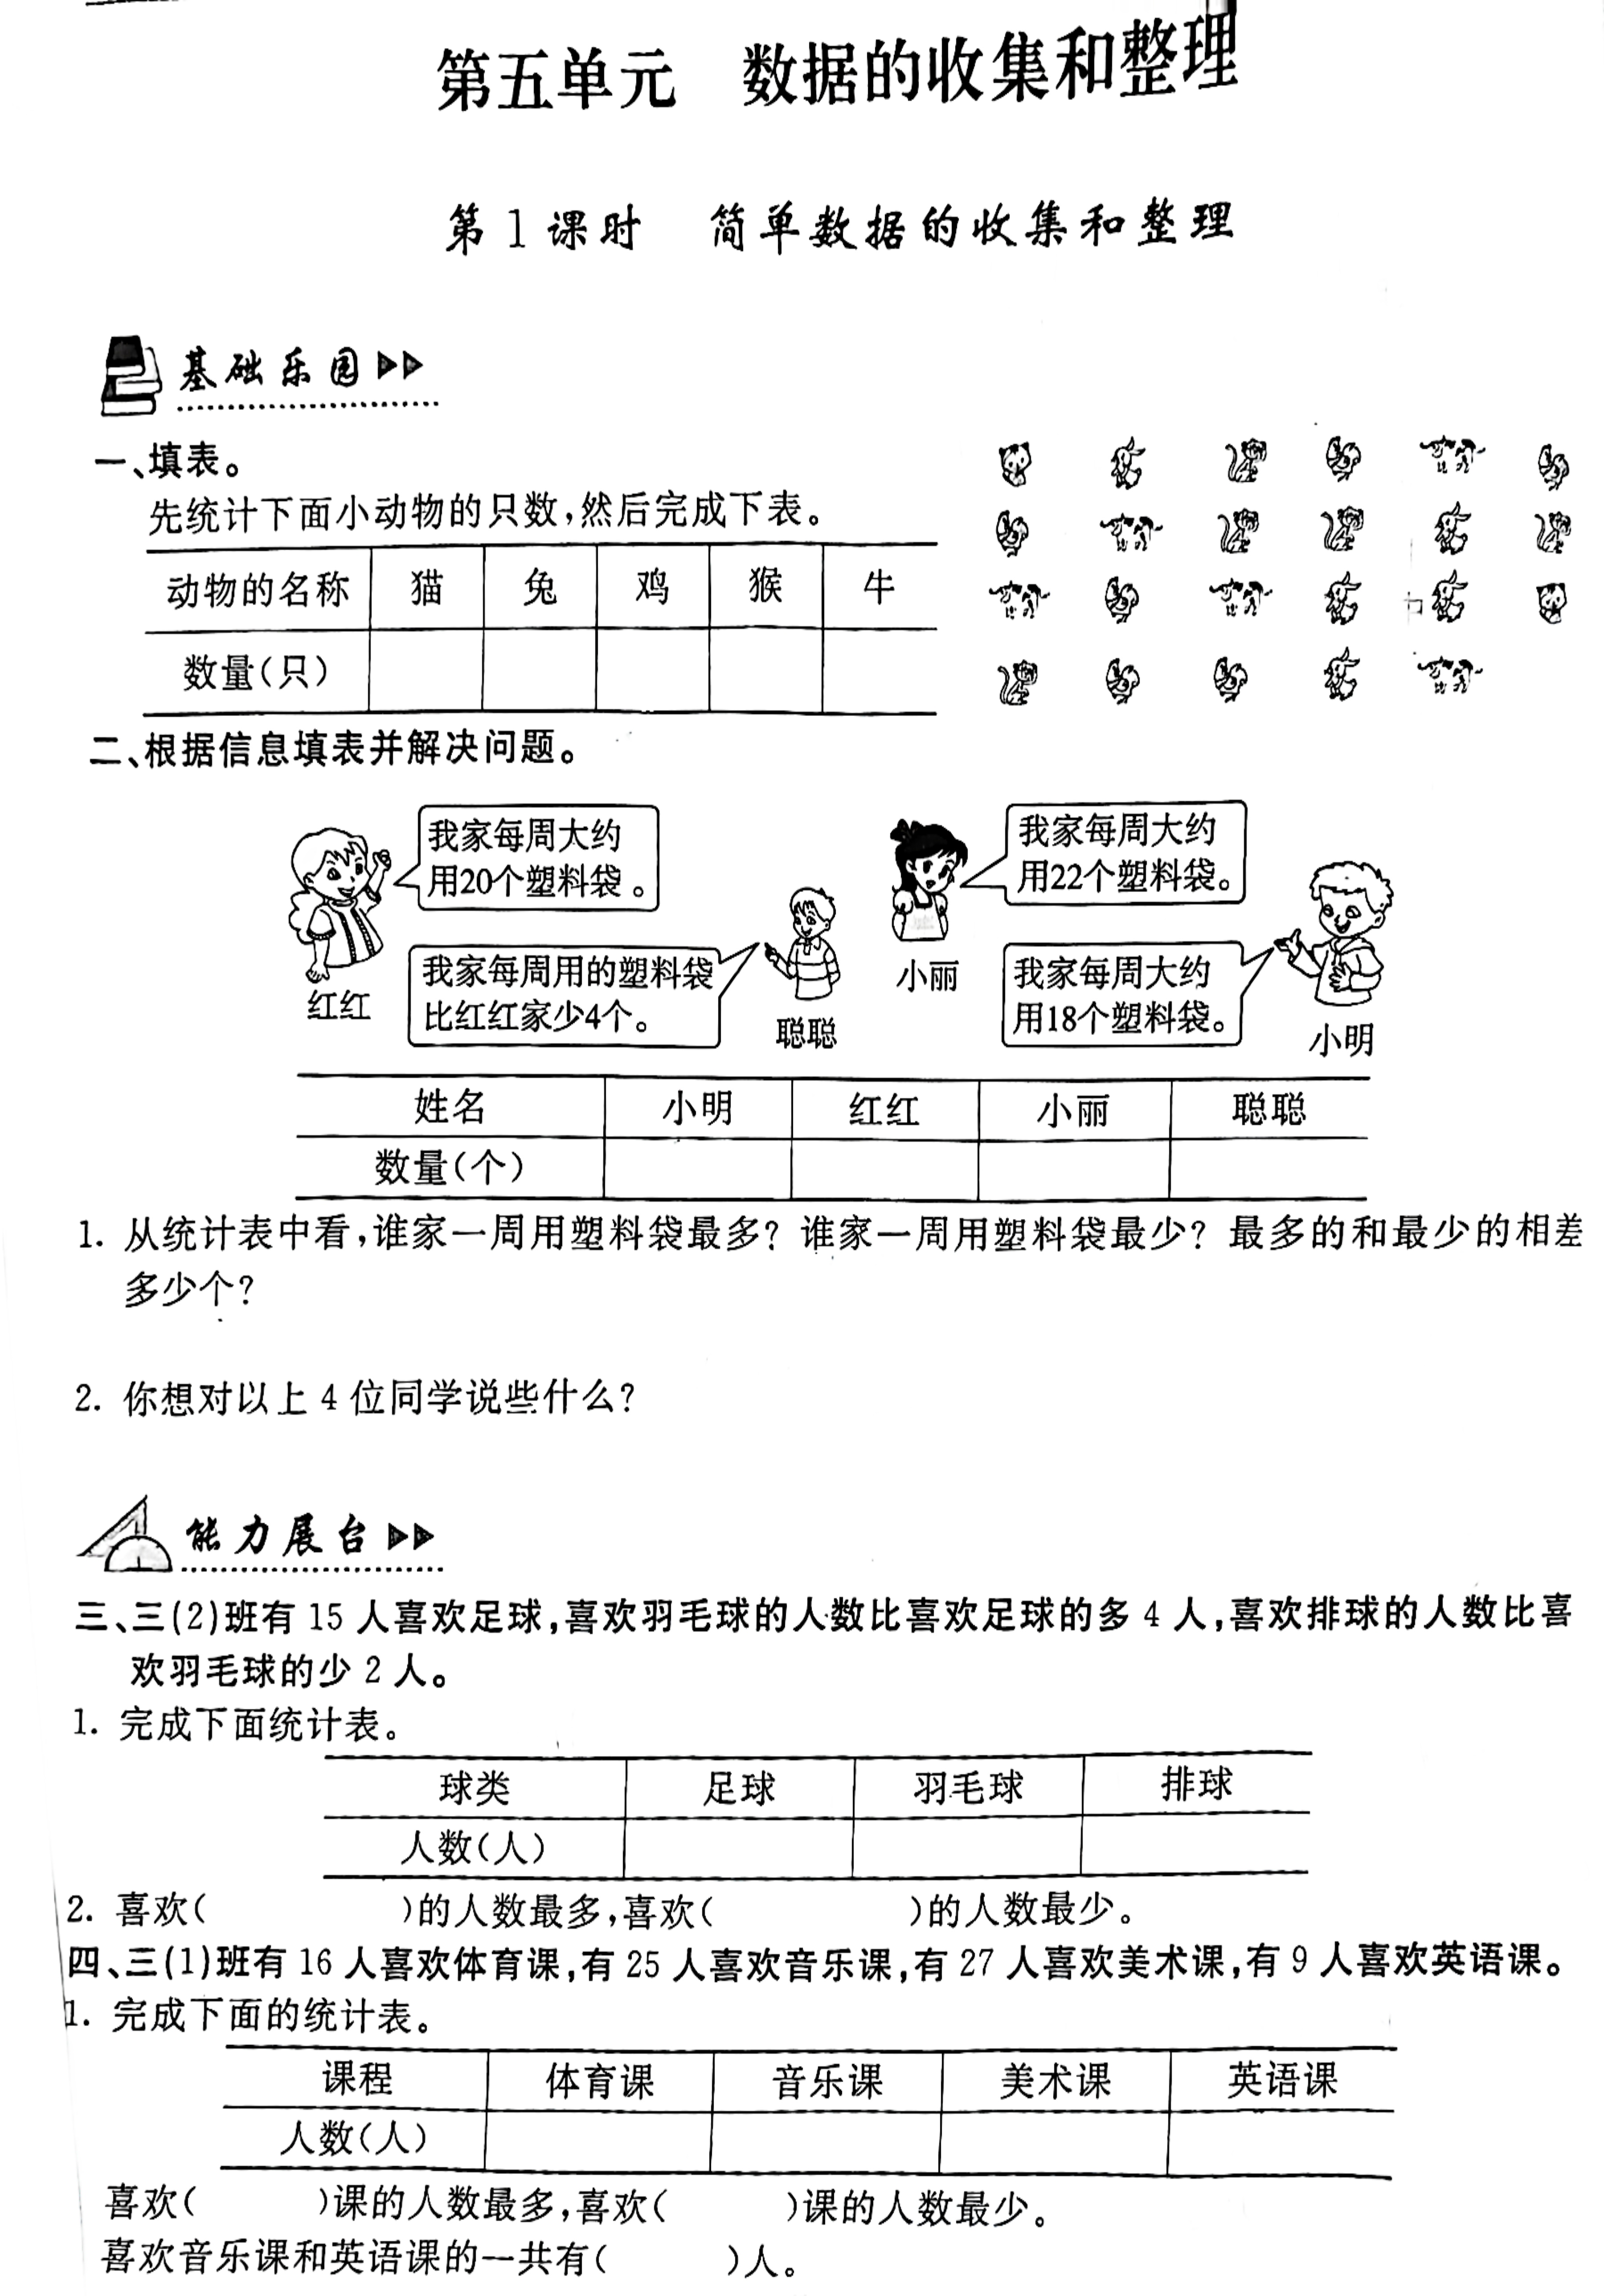 第五单元 数据的收集和整理
第1课时 简单数据的收集和整理
基础乐园
一、填表。
先统计下面小动物的只数,然后完成下表。
动物的名称 猫 兔 鸡 猴 牛
数量(只)
二、根据信息填表并解决问题。
我家每周大约
用20个塑料袋。
红红
我家每周用的塑料袋
比红红家少4个。
聪聪
我家每周大约
用22个塑料袋。
小丽
我家每周大约
用18个塑料袋。
小明
姓名 小明 红红 小丽 聪聪
数量(个)
1. 从统计表中看,谁家一周用塑料袋最多?谁家一周用塑料袋最少?最多的和最少的相差
多少个?
2. 你想对以上4位同学说些什么?
能力展台
三、三(2)班有15人喜欢足球,喜欢羽毛球的人数比喜欢足球的多4人,喜欢排球的人数比喜
欢羽毛球的少2人。
1. 完成下面统计表。
球类 足球 羽毛球 排球
人数(人)
2. 喜欢( )的人数最多,喜欢( )的人数最少。
四、三(1)班有16人喜欢体育课,有25人喜欢音乐课,有27人喜欢美术课,有9人喜欢英语课。
1. 完成下面的统计表。
课程 体育课 音乐课 美术课 英语课
人数(人)
喜欢( )课的人数最多,喜欢( )课的人数最少。
喜欢音乐课和英语课的一共有( )人。